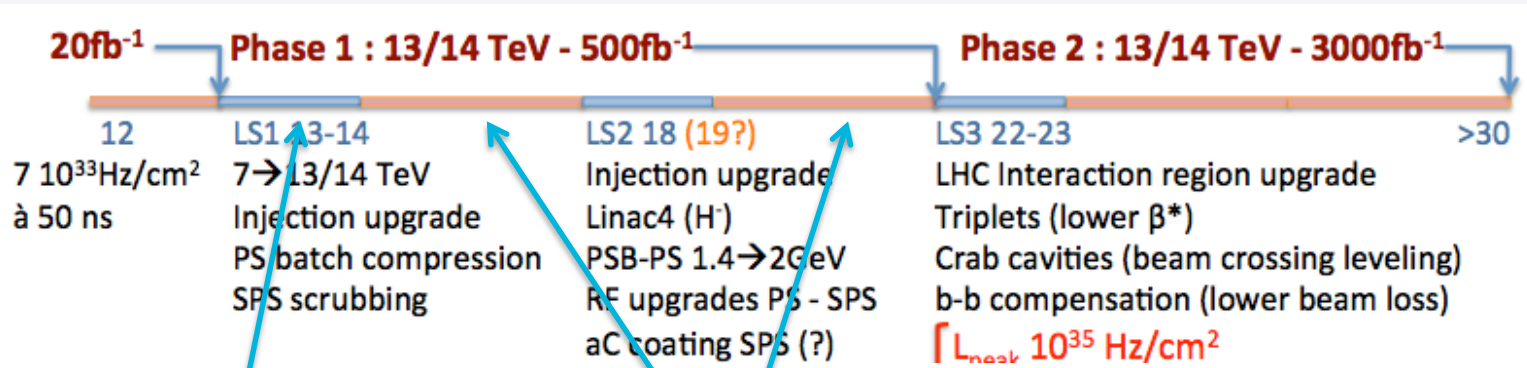 20fb⁻¹ Phase 1 : 13/14 TeV - 500fb⁻¹ Phase 2 : 13/14 TeV - 3000fb⁻¹
12 LS1 13-14 LS2 18 (19?) LS3 22-23 >30
7 10³³Hz/cm² 7→13/14 TeV Injection upgrade LHC Interaction region upgrade
à 50 ns Injection upgrade Linac4 (H⁻) Triplets (lower β*)
PS batch compression PSB-PS 1.4→2GeV Crab cavities (beam crossing leveling)
SPS scrubbing RF upgrades PS - SPS b-b compensation (lower beam loss)
aC coating SPS (?) L_peak 10³⁵ Hz/cm²